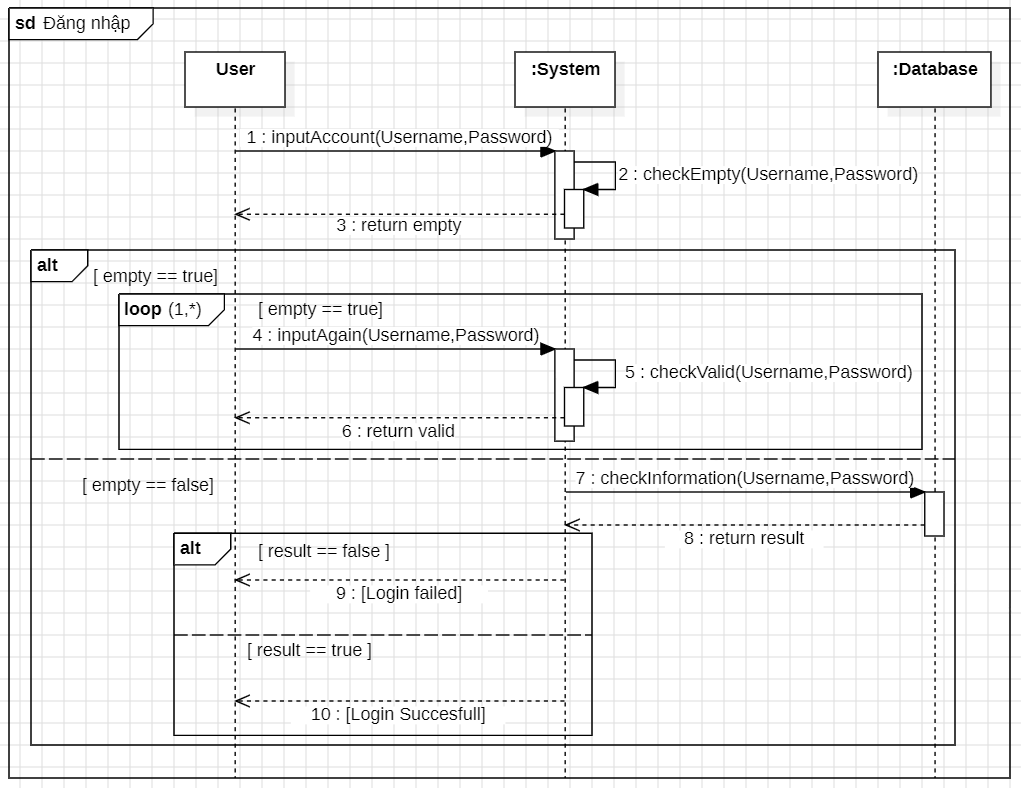 sd Đăng nhập
User
:System
:Database
1 : inputAccount(Username,Password)
2 : checkEmpty(Username,Password)
3 : return empty
alt
[ empty == true]
loop (1,*)
[ empty == true]
4 : inputAgain(Username,Password)
5 : checkValid(Username,Password)
6 : return valid
[ empty == false]
7 : checkInformation(Username,Password)
8 : return result
alt
[ result == false ]
9 : [Login failed]
[ result == true ]
10 : [Login Succesfull]